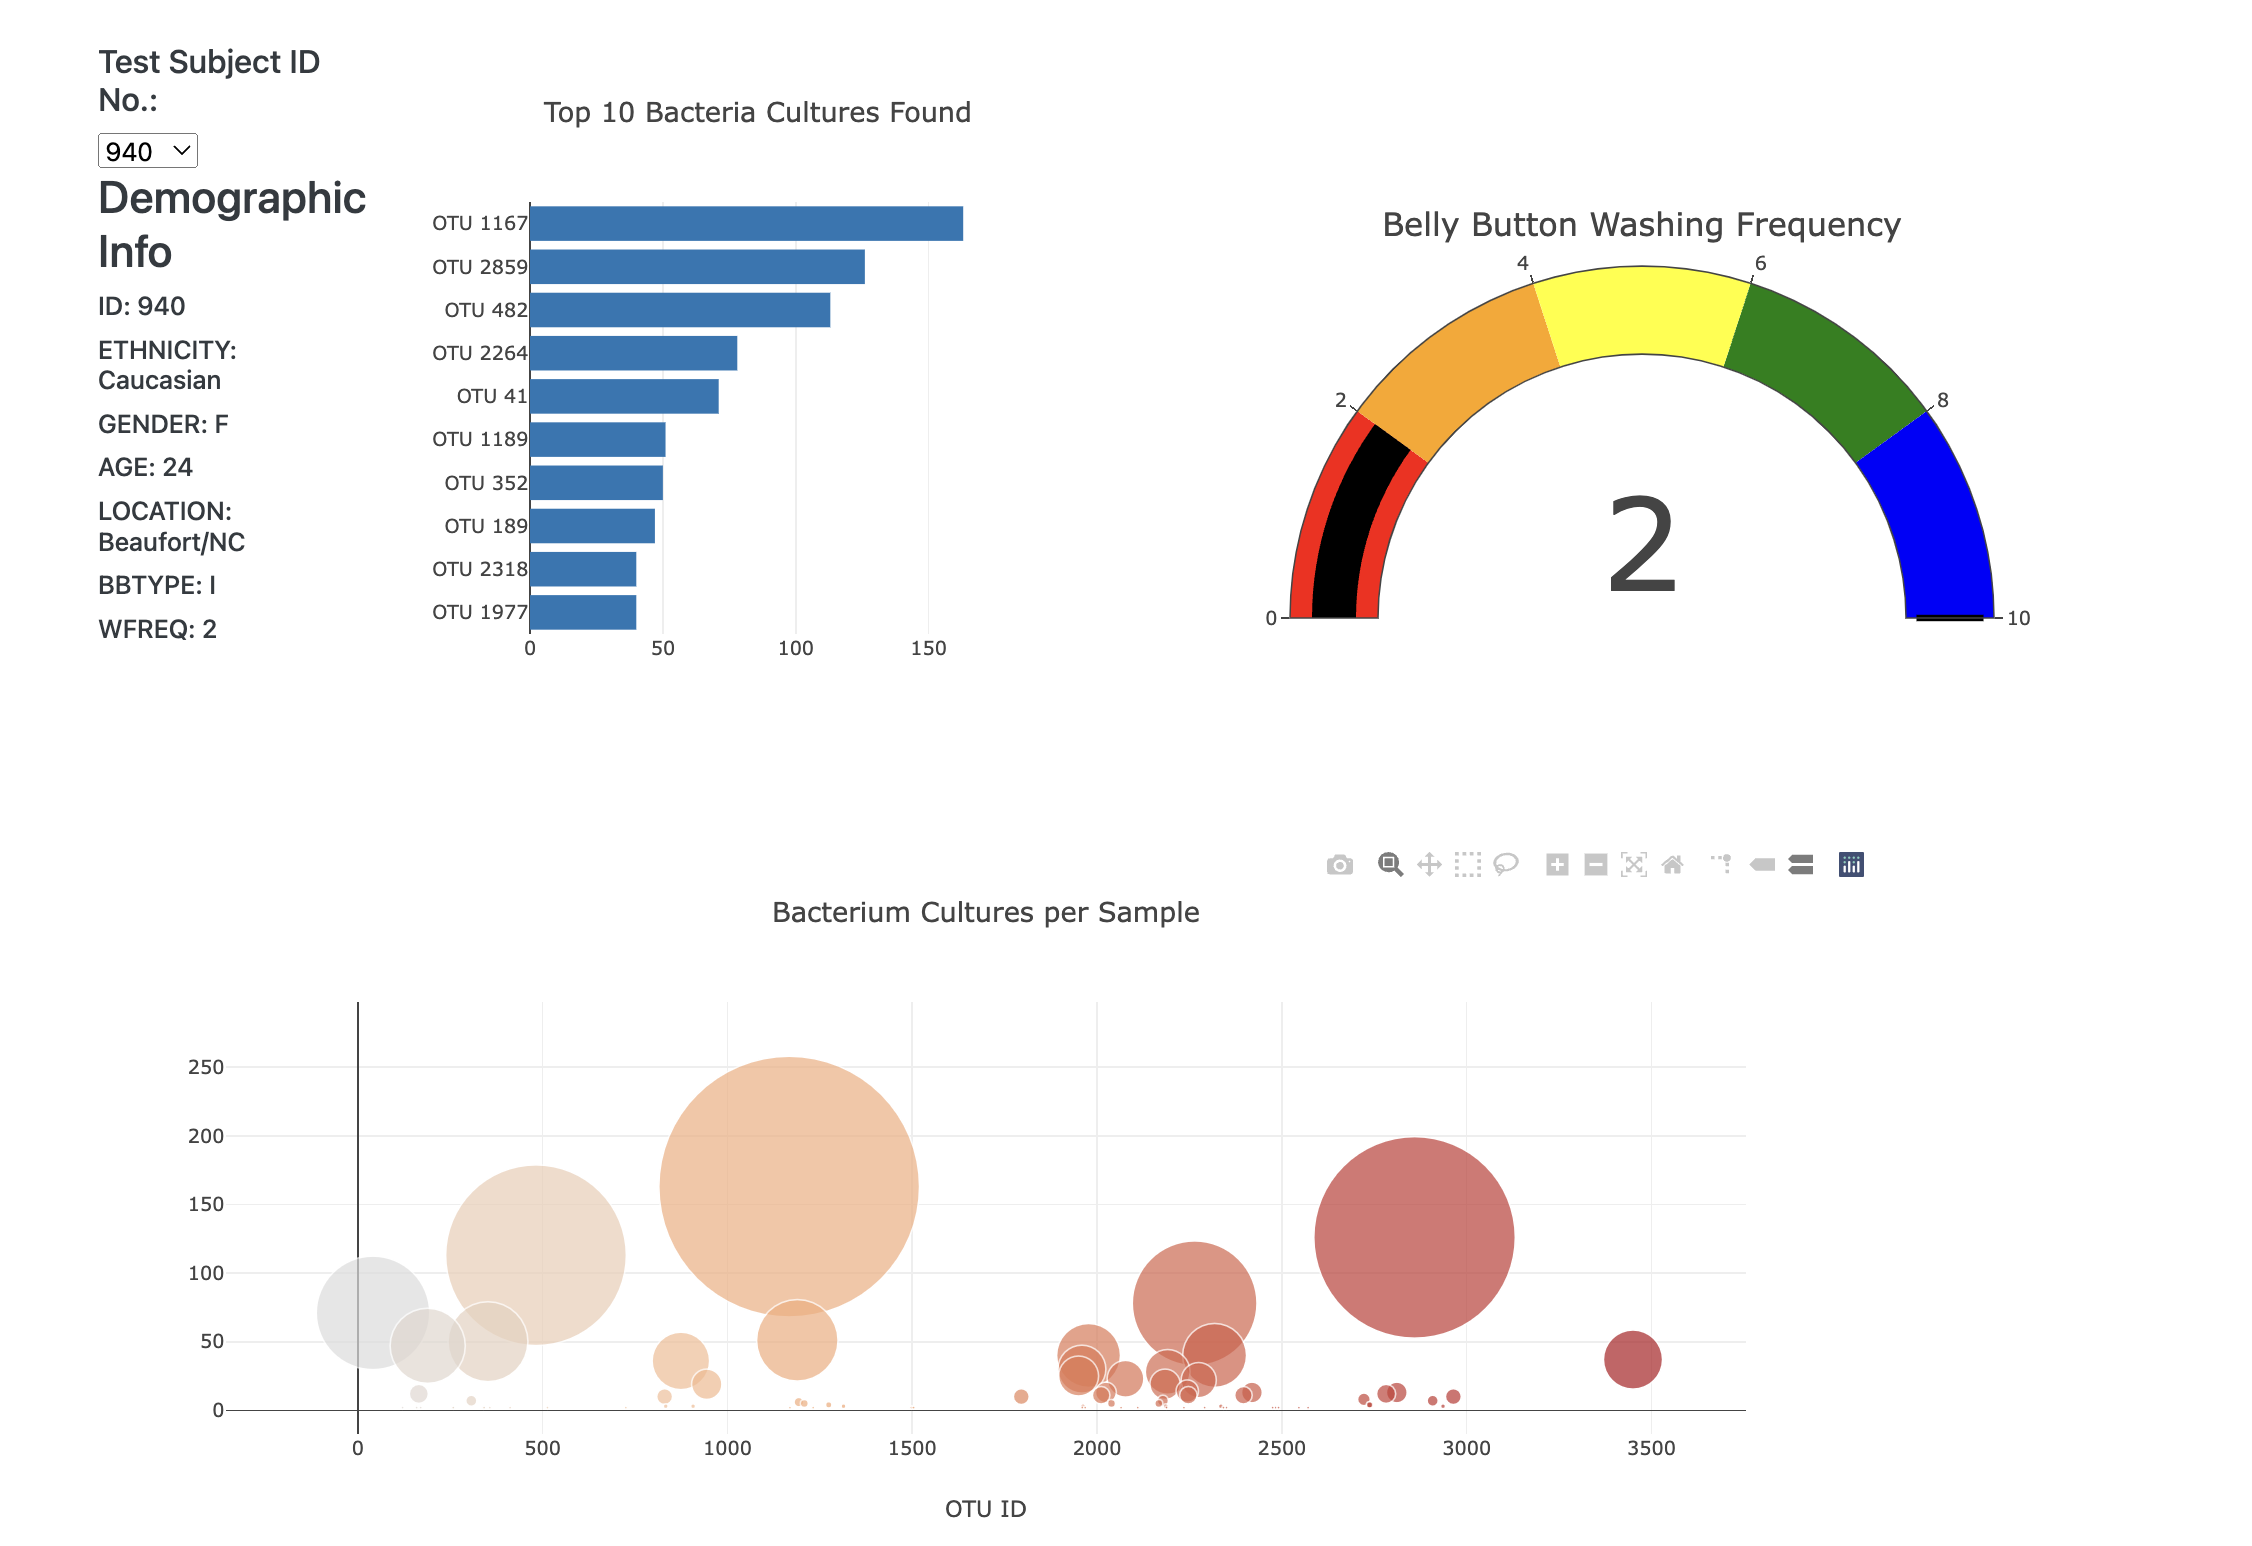 Test Subject ID
No.:
940
Demographic
Info
ID: 940
ETHNICITY:
Caucasian
GENDER: F
AGE: 24
LOCATION:
Beaufort/NC
BBTYPE: I
WFREQ: 2
Top 10 Bacteria Cultures Found
OTU 1167
OTU 2859
OTU 482
OTU 2264
OTU 41
OTU 1189
OTU 352
OTU 189
OTU 2318
OTU 1977
0 50 100 150
Belly Button Washing Frequency
4 6
2 8
2
0 10
Bacterium Cultures per Sample
250
200
150
100
50
0
0 500 1000 1500 2000 2500 3000 3500
OTU ID